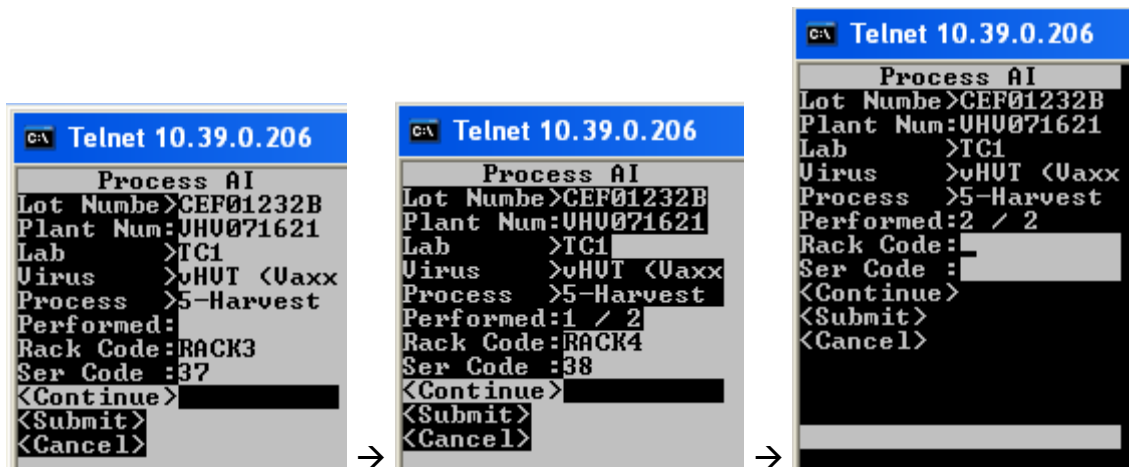 Telnet 10.39.0.206
Process AI
Lot Numbe>CEF01232B
Plant Num:VHV071621
Lab >TC1
Virus >vHVT (Vaxx
Process >5-Harvest
Performed:
Rack Code:RACK3
Ser Code :37
<Continue>
<Submit>
<Cancel>
→
Telnet 10.39.0.206
Process AI
Lot Numbe>CEF01232B
Plant Num:VHV071621
Lab >TC1
Virus >vHVT (Vaxx
Process >5-Harvest
Performed:1 / 2
Rack Code:RACK4
Ser Code :38
<Continue>
<Submit>
<Cancel>
→
Telnet 10.39.0.206
Process AI
Lot Numbe>CEF01232B
Plant Num:VHV071621
Lab >TC1
Virus >vHVT (Vaxx
Process >5-Harvest
Performed:2 / 2
Rack Code:_
Ser Code :
<Continue>
<Submit>
<Cancel>